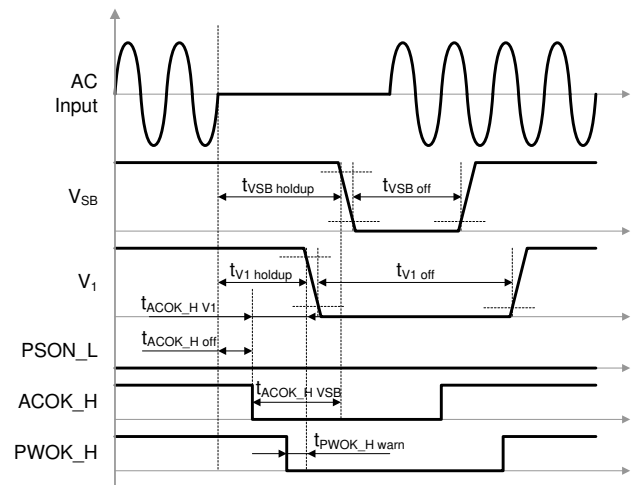 AC
Input
VSB
tVSB holdup
tVSB off
V1
tV1 holdup
tV1 off
tACOK_H V1
tACOK_H off
PSON_L
tACOK_H VSB
ACOK_H
tPWOK_H warn
PWOK_H